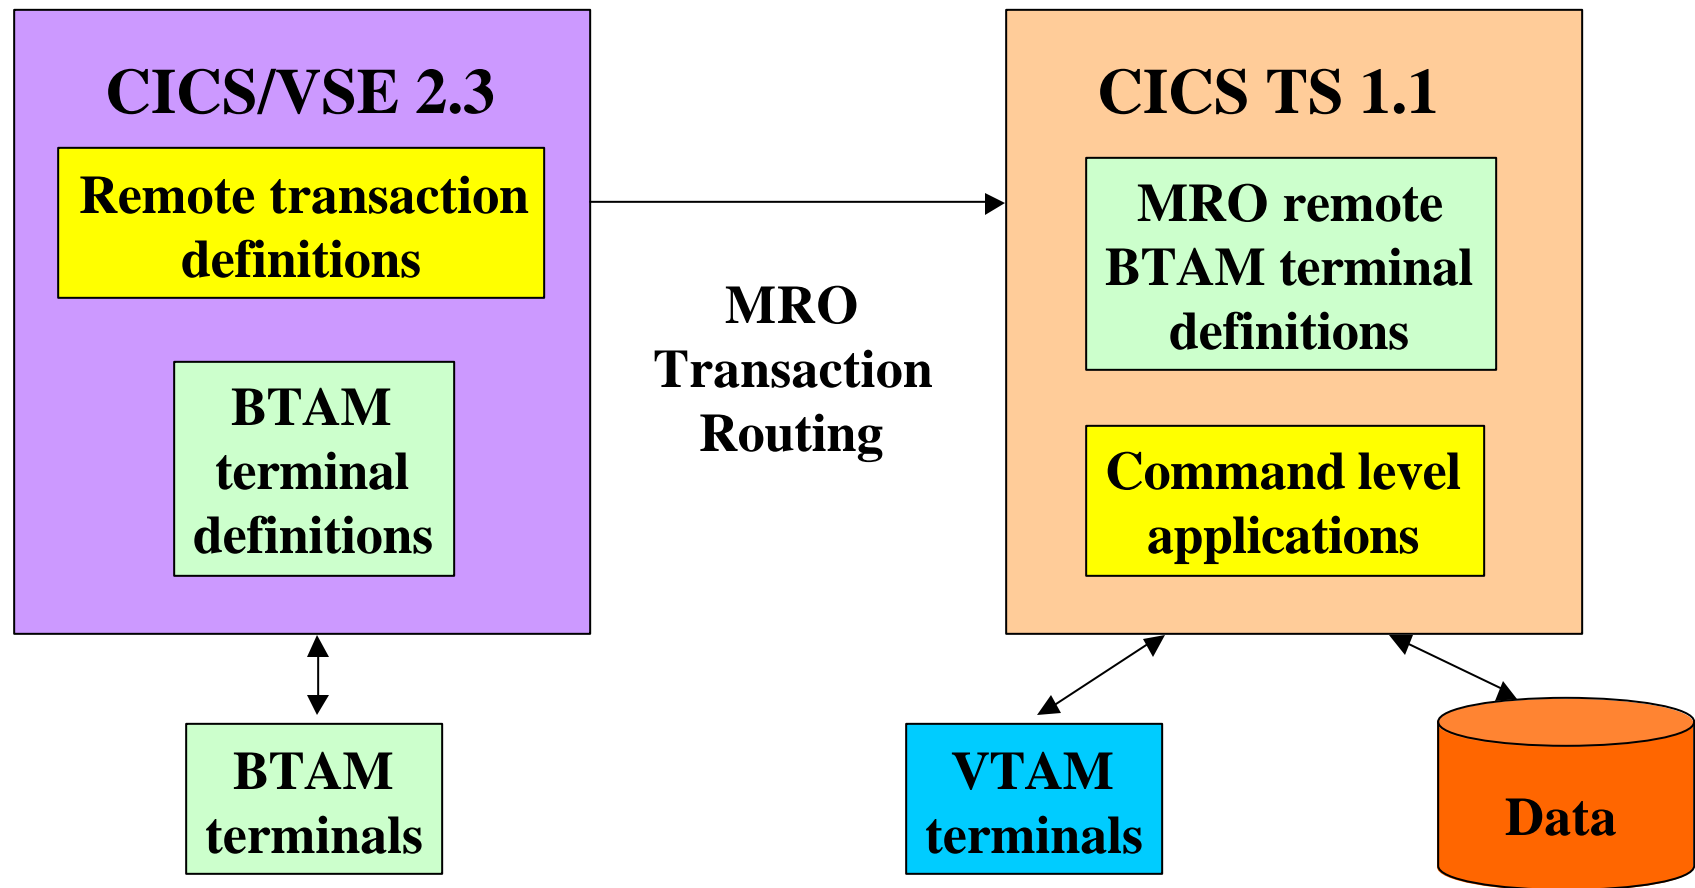 CICS/VSE 2.3
Remote transaction
definitions
BTAM
terminal
definitions
BTAM
terminals
MRO
Transaction
Routing
CICS TS 1.1
MRO remote
BTAM terminal
definitions
Command level
applications
VTAM
terminals
Data